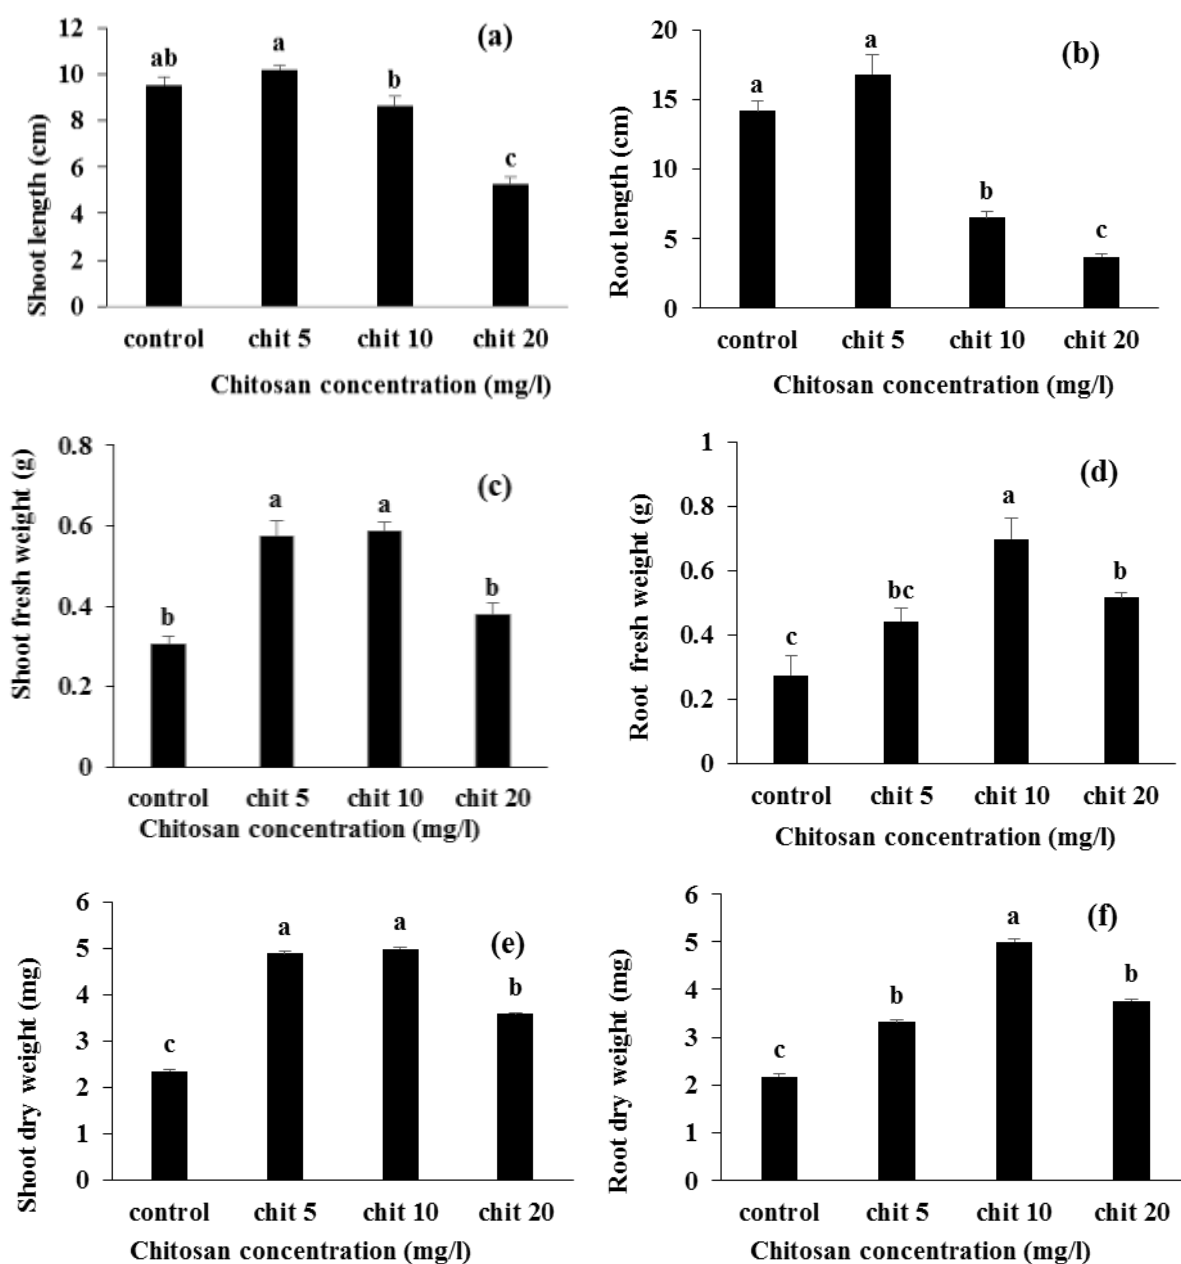 (a)
Shoot length (cm)
12
10
8
6
4
2
0
ab
a
b
c
control chit 5 chit 10 chit 20
Chitosan concentration (mg/l)
(b)
Root length (cm)
20
15
10
5
0
a
a
b
c
control chit 5 chit 10 chit 20
Chitosan concentration (mg/l)
(c)
Shoot fresh weight (g)
0.8
0.6
0.4
0.2
0
b
a
a
b
control chit 5 chit 10 chit 20
Chitosan concentration (mg/l)
(d)
Root fresh weight (g)
1
0.8
0.6
0.4
0.2
0
c
bc
a
b
control chit 5 chit 10 chit 20
Chitosan concentration (mg/l)
(e)
Shoot dry weight (mg)
6
5
4
3
2
1
0
c
a
a
b
control chit 5 chit 10 chit 20
Chitosan concentration (mg/l)
(f)
Root dry weight (mg)
6
5
4
3
2
1
0
c
b
a
b
control chit 5 chit 10 chit 20
Chitosan concentration (mg/l)